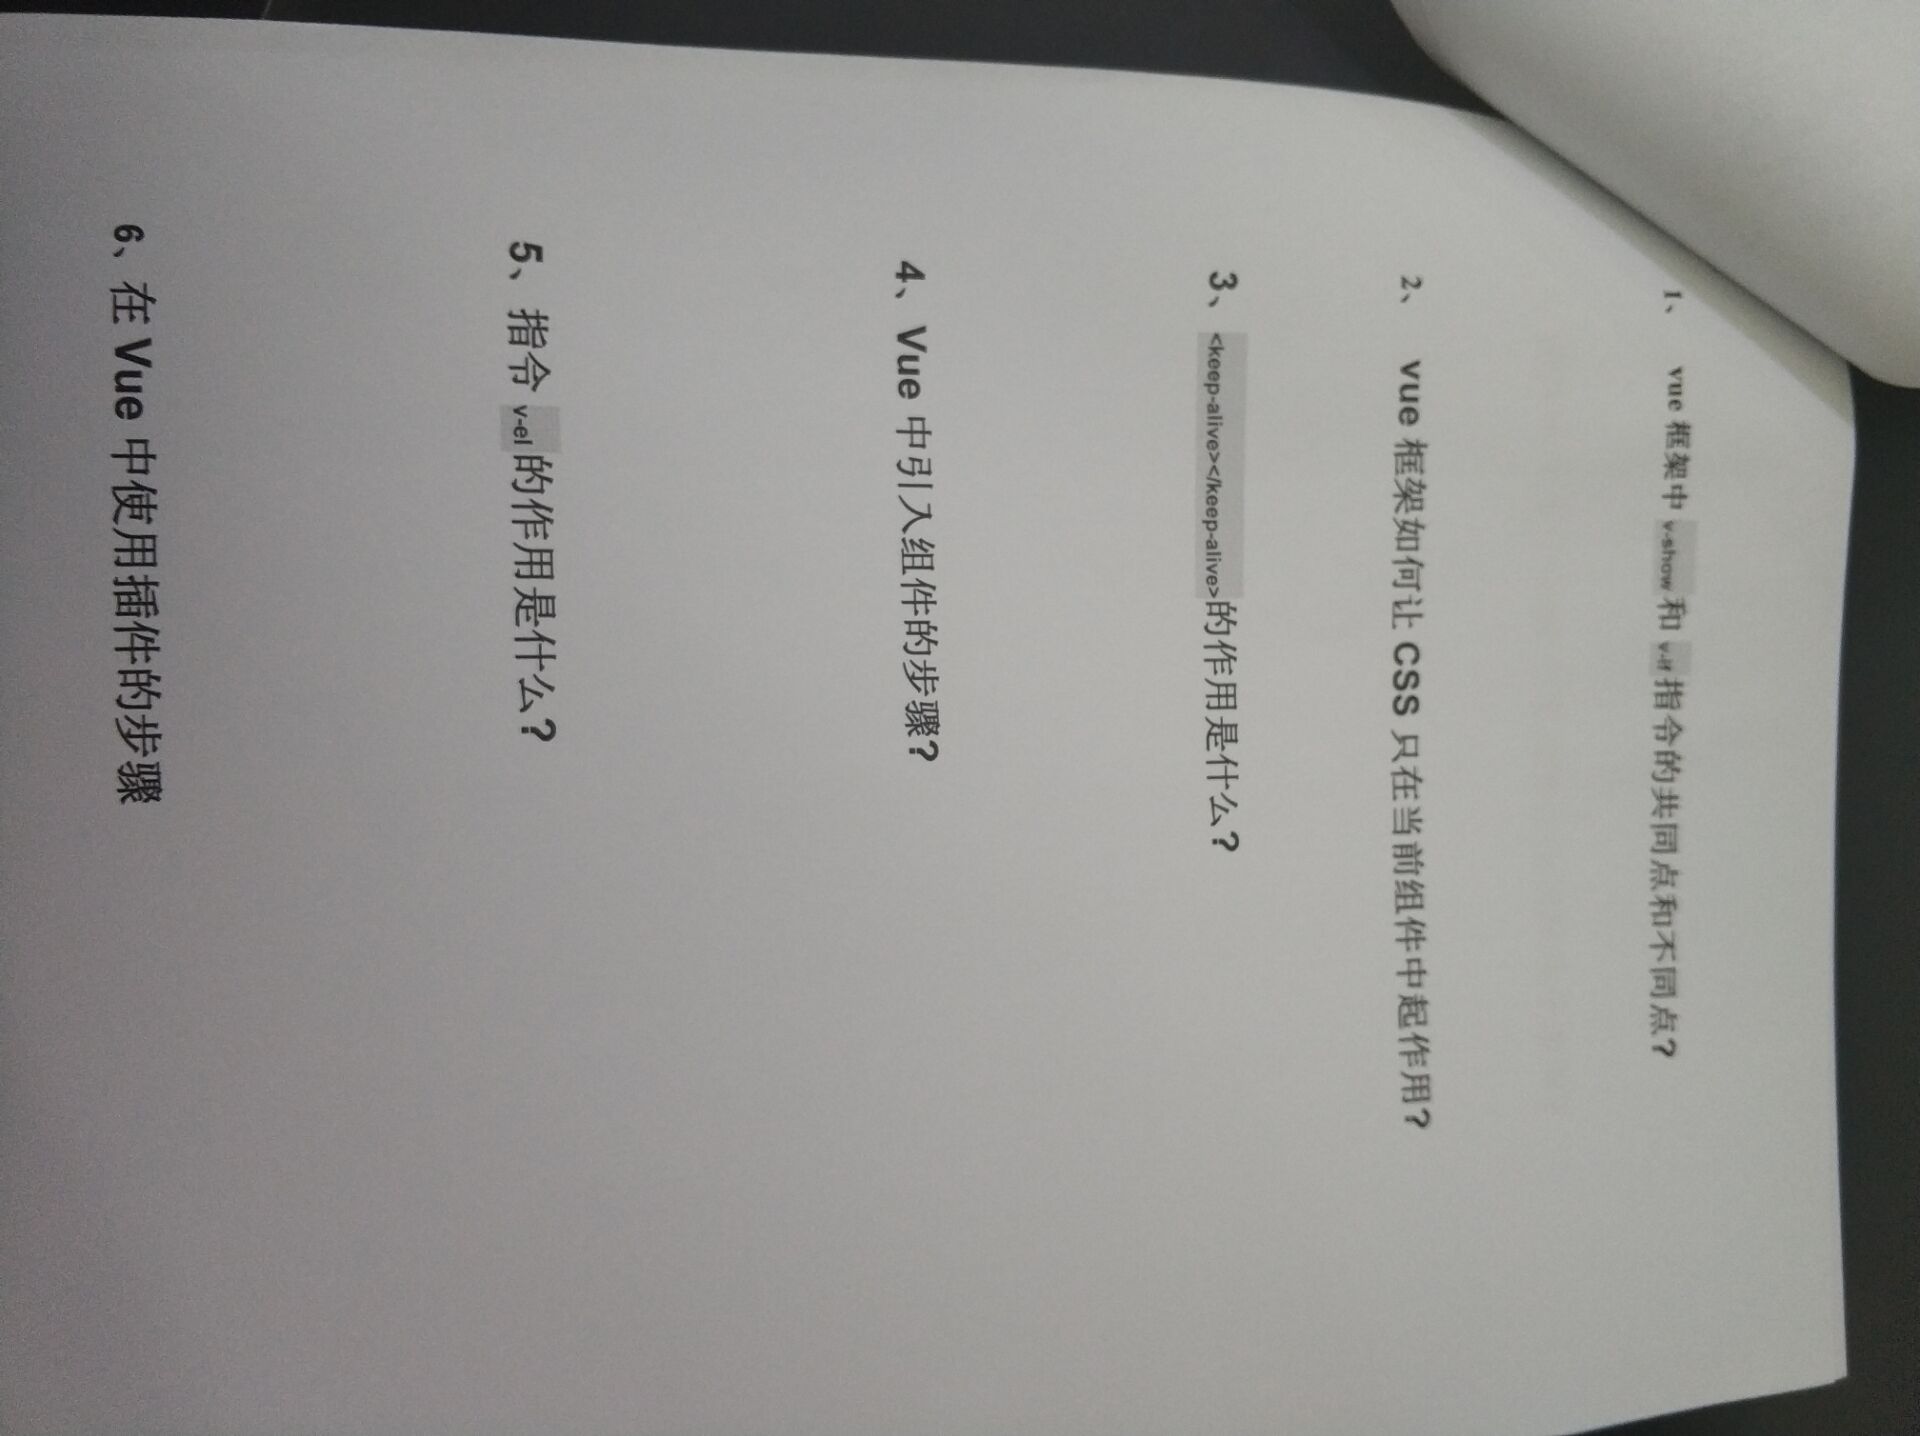 1、 vue 框架中 v-show 和 v-if 指令的共同点和不同点?
2、 vue 框架如何让 CSS 只在当前组件中起作用?
3、<keep-alive></keep-alive>的作用是什么?
4、Vue 中引入组件的步骤?
5、指令 v-el 的作用是什么?
6、在 Vue 中使用插件的步骤